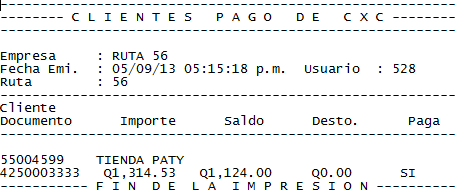 ---------------------------------------------------------
-------- C L I E N T E S   P A G O   D E   C X C --------
---------------------------------------------------------
Empresa     : RUTA 56
Fecha Emi.  : 05/09/13 05:15:18 p.m.  Usuario  : 528
Ruta        : 56
---------------------------------------------------------
Cliente
Documento      Importe      Saldo      Desto.      Paga
---------------------------------------------------------
55004599    TIENDA PATY
4250003333   Q1,314.53   Q1,124.00     Q0.00      SI
----------- F I N  D E  L A  I M P R E S I O N ----------